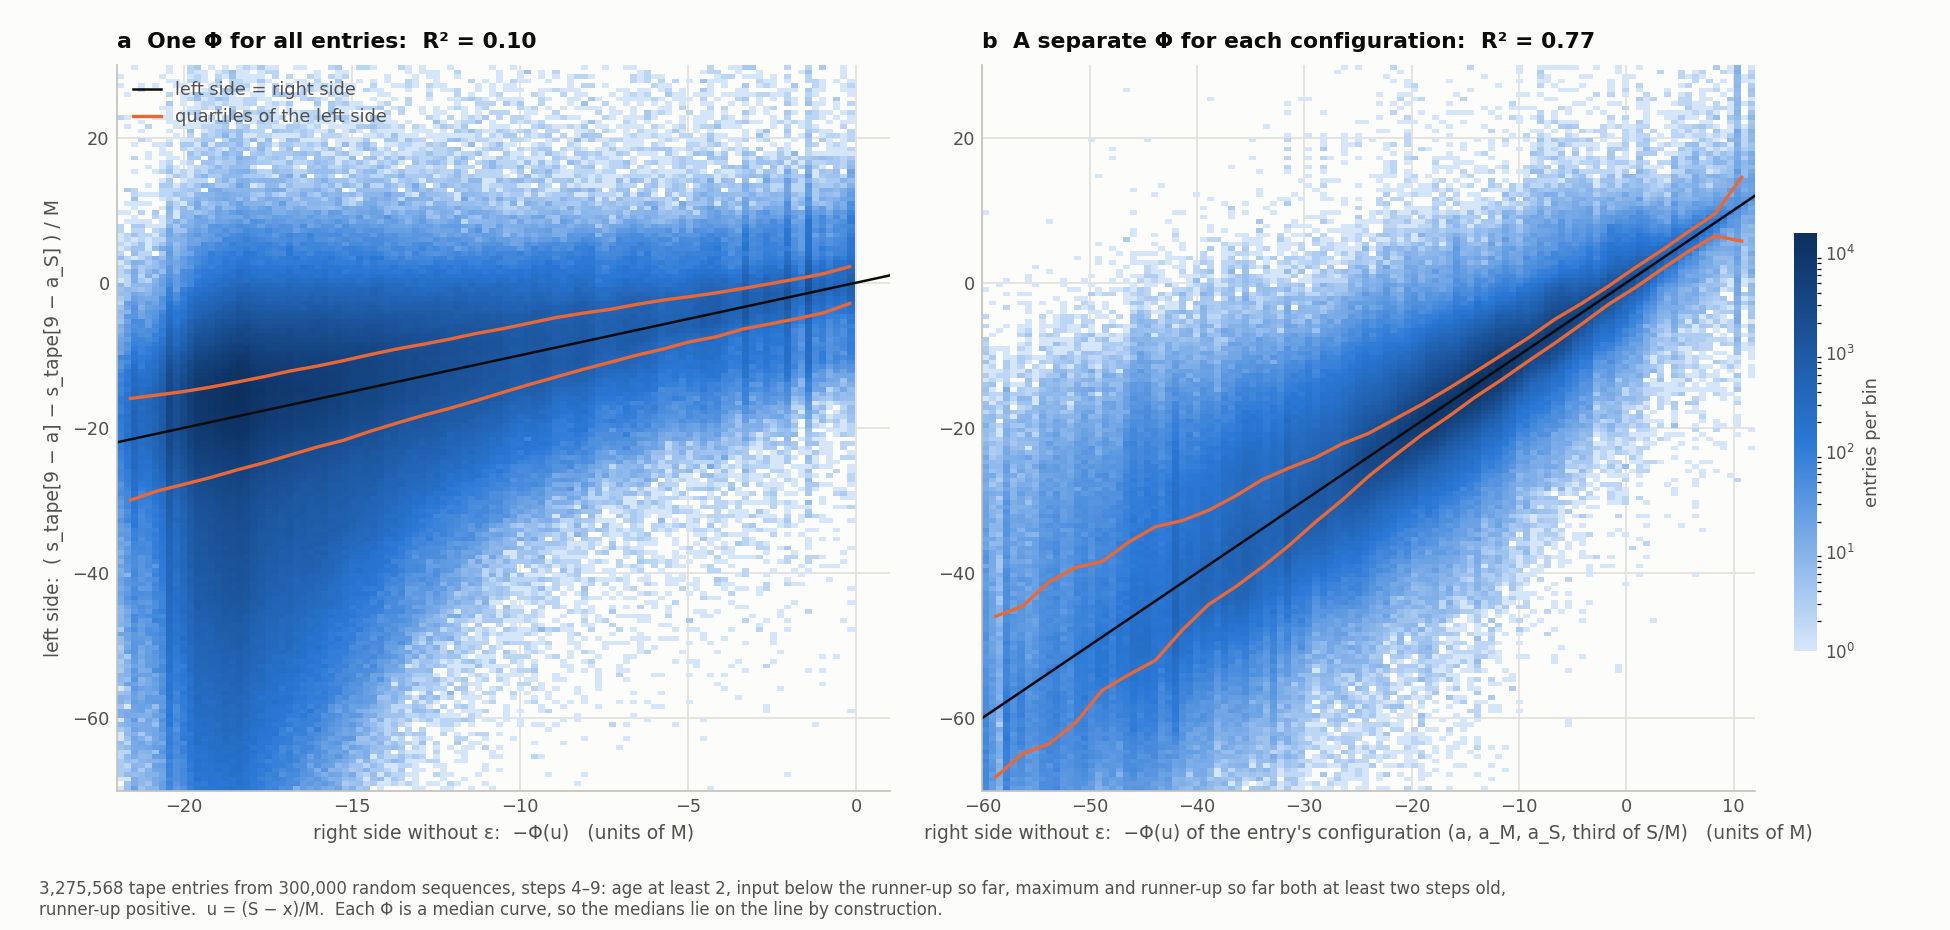 a  One Φ for all entries:  R² = 0.10
left side = right side
quartiles of the left side
20
0
−20
−40
−60
left side:  ( s_tape[9 − a] − s_tape[9 − a_S] ) / M
−20
−15
−10
−5
0
right side without ε:  −Φ(u)   (units of M)
b  A separate Φ for each configuration:  R² = 0.77
20
0
−20
−40
−60
−60
−50
−40
−30
−20
−10
0
10
right side without ε:  −Φ(u) of the entry's configuration (a, a_M, a_S, third of S/M)   (units of M)
10⁴
10³
10²
10¹
10⁰
entries per bin
3,275,568 tape entries from 300,000 random sequences, steps 4–9: age at least 2, input below the runner-up so far, maximum and runner-up so far both at least two steps old,
runner-up positive.  u = (S − x)/M.  Each Φ is a median curve, so the medians lie on the line by construction.